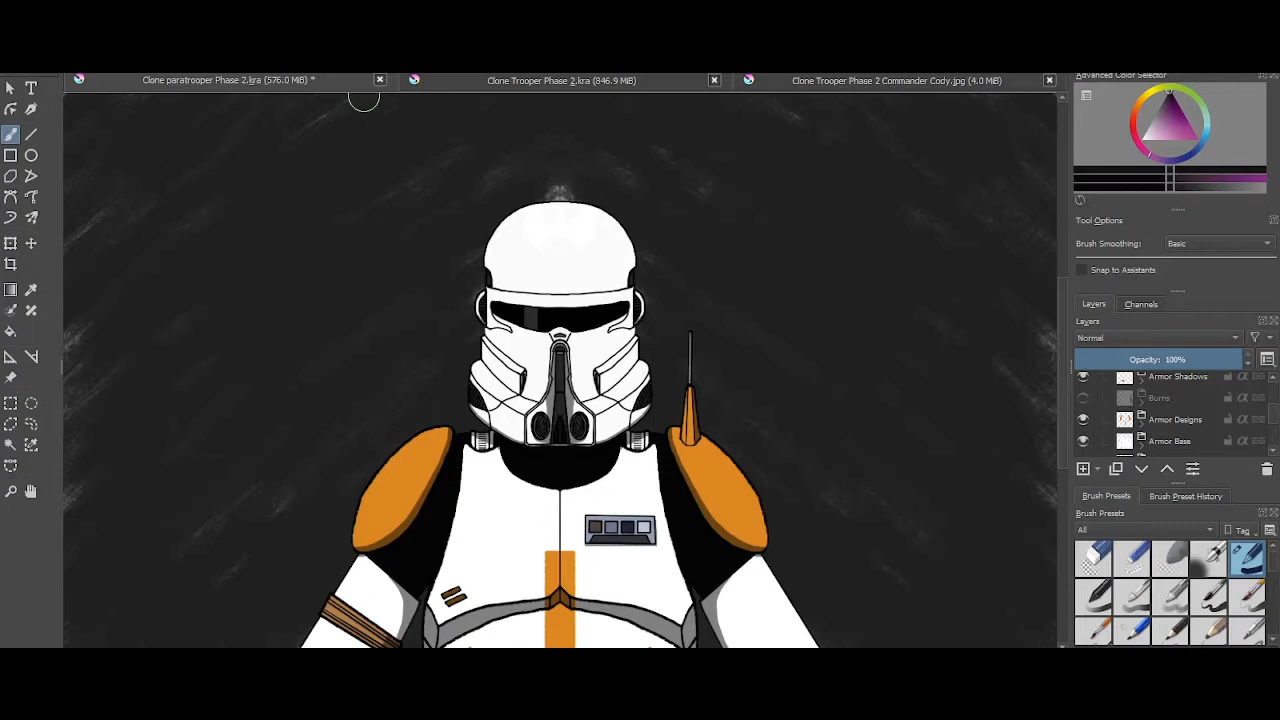 Clone paratrooper Phase 2.kra (576.0 MiB) *
Clone Trooper Phase 2.kra (846.9 MiB)
Clone Trooper Phase 2 Commander Cody.jpg (4.0 MiB)
Advanced Color Selector
Tool Options
Brush Smoothing:
Basic
Snap to Assistants
Layers
Channels
Layers
Normal
Opacity: 100%
Armor Shadows
Burns
Armor Designs
Armor Base
Brush Presets
Brush Preset History
Brush Presets
All
Tag